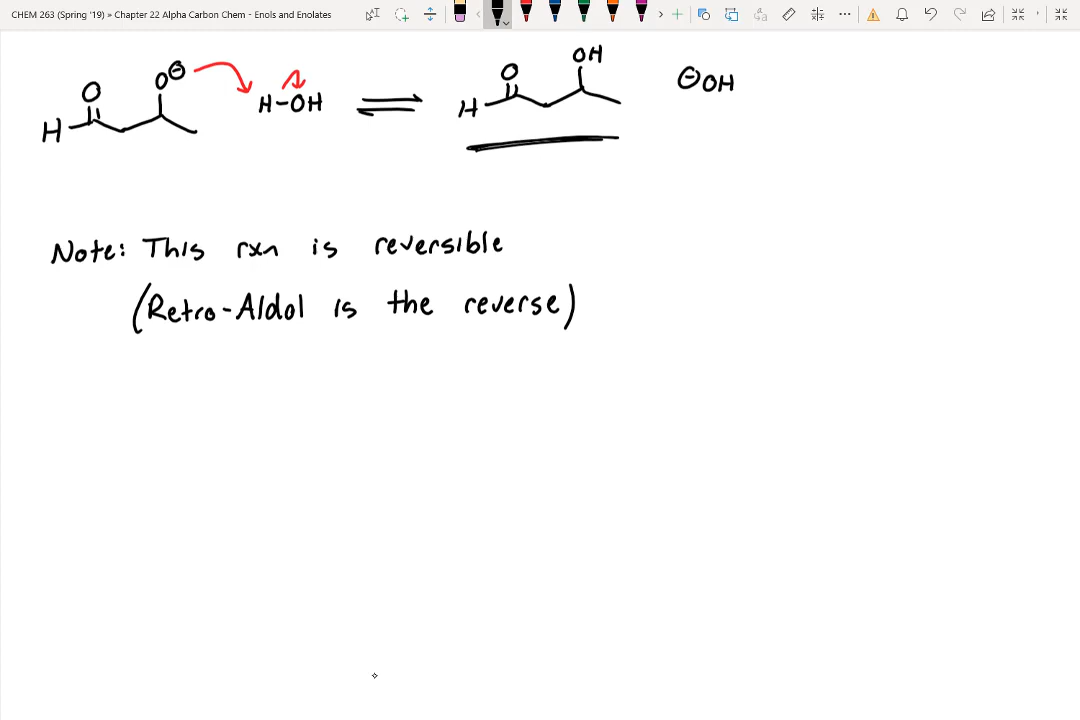 CHEM 263 (Spring '19) » Chapter 22 Alpha Carbon Chem - Enols and Enolates
O O⊖ OH
H H-OH H O ⊖OH
Note: This rxn is reversible
(Retro-Aldol is the reverse)